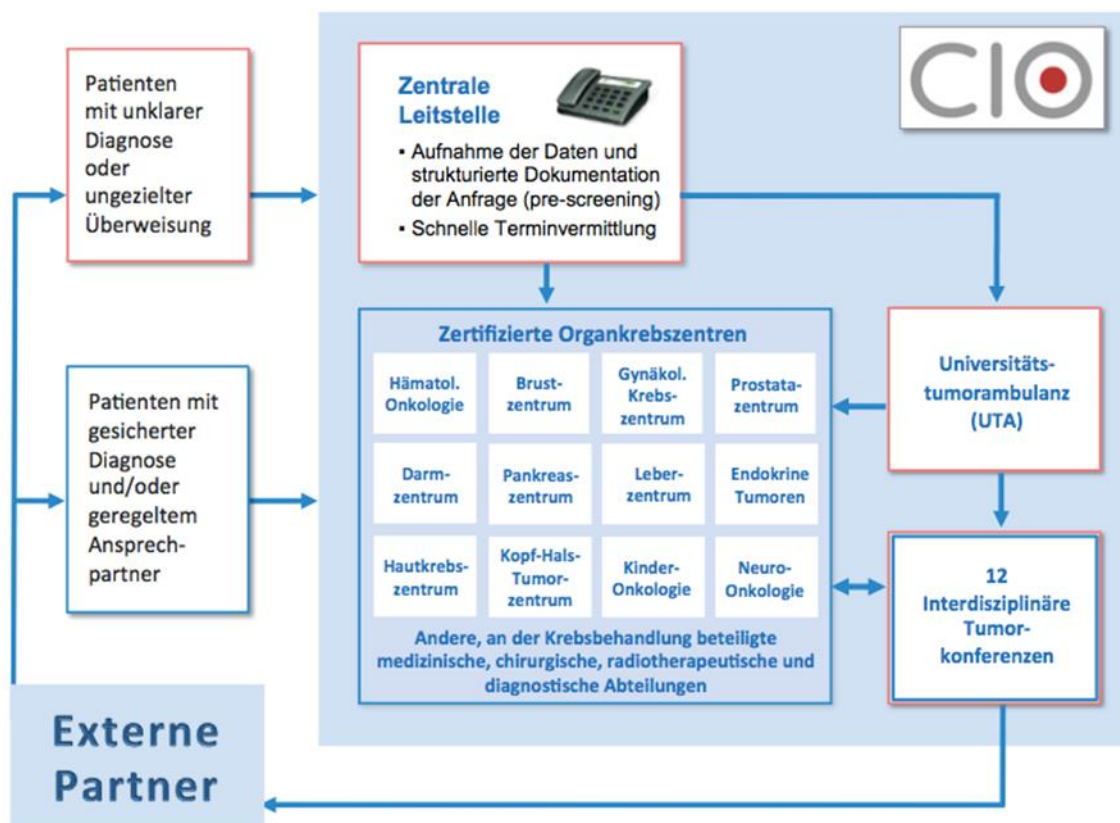 Patienten
mit unklarer
Diagnose
oder
ungezielter
Überweisung
Zentrale
Leitstelle
▪ Aufnahme der Daten und
strukturierte Dokumentation
der Anfrage (pre-screening)
▪ Schnelle Terminvermittlung
CIO
Patienten mit
gesicherter
Diagnose
und/oder
geregeltem
Ansprech-
partner
Zertifizierte Organkrebszentren
Hämatol.
Onkologie
Brust-
zentrum
Gynäkol.
Krebs-
zentrum
Prostata-
zentrum
Darm-
zentrum
Pankreas-
zentrum
Leber-
zentrum
Endokrine
Tumoren
Hautkrebs-
zentrum
Kopf-Hals-
Tumor-
zentrum
Kinder-
Onkologie
Neuro-
Onkologie
Andere, an der Krebsbehandlung beteiligte
medizinische, chirurgische, radiotherapeutische und
diagnostische Abteilungen
Universitäts-
tumorambulanz
(UTA)
12
Interdisziplinäre
Tumor-
konferenzen
Externe
Partner